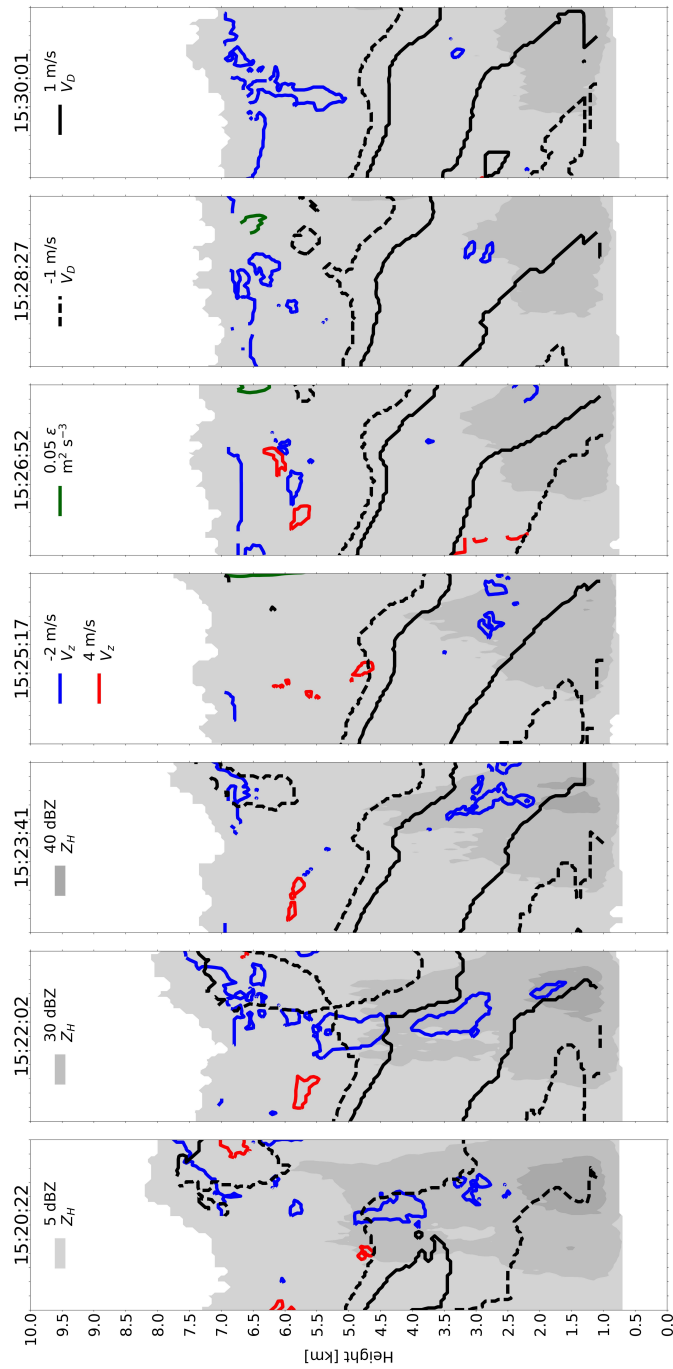 15:20:22
15:22:02
15:23:41
15:25:17
15:26:52
15:28:27
15:30:01
5 dBZ
Z_H
30 dBZ
Z_H
40 dBZ
Z_H
-2 m/s
V_z
4 m/s
V_z
0.05 ε
m² s⁻³
-1 m/s
V_D
1 m/s
V_D
Height [km]
10.0
9.5
9.0
8.5
8.0
7.5
7.0
6.5
6.0
5.5
5.0
4.5
4.0
3.5
3.0
2.5
2.0
1.5
1.0
0.5
0.0